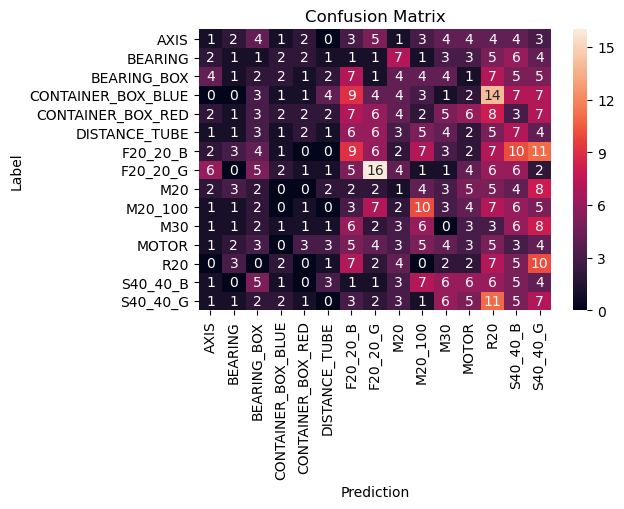 Confusion Matrix
Label
AXIS 1 2 4 1 2 0 3 5 1 3 4 4 4 4 3
BEARING 2 1 1 2 2 1 1 1 7 1 3 3 5 6 4
BEARING_BOX 4 1 2 2 1 2 7 1 4 4 4 1 7 5 5
CONTAINER_BOX_BLUE 0 0 3 1 1 4 9 4 4 3 1 2 14 7 7
CONTAINER_BOX_RED 2 1 3 2 2 2 7 6 4 2 5 6 8 3 7
DISTANCE_TUBE 1 1 3 1 2 1 6 6 3 5 4 2 5 7 4
F20_20_B 2 3 4 1 0 0 9 6 2 7 3 2 7 10 11
F20_20_G 6 0 5 2 1 1 5 16 4 1 1 4 6 6 2
M20 2 3 2 0 0 2 2 2 1 4 3 5 5 4 8
M20_100 1 1 2 0 1 0 3 7 2 10 3 4 7 6 5
M30 1 1 2 1 1 1 6 2 3 6 0 3 3 6 8
MOTOR 1 2 3 0 3 3 5 4 3 5 4 3 5 3 4
R20 0 3 0 2 0 1 7 2 4 0 2 2 7 5 10
S40_40_B 1 0 5 1 0 3 1 1 3 7 6 6 6 5 4
S40_40_G 1 1 2 2 1 0 3 2 3 1 6 5 11 5 7
AXIS
BEARING
BEARING_BOX
CONTAINER_BOX_BLUE
CONTAINER_BOX_RED
DISTANCE_TUBE
F20_20_B
F20_20_G
M20
M20_100
M30
MOTOR
R20
S40_40_B
S40_40_G
Prediction
15
12
9
6
3
0